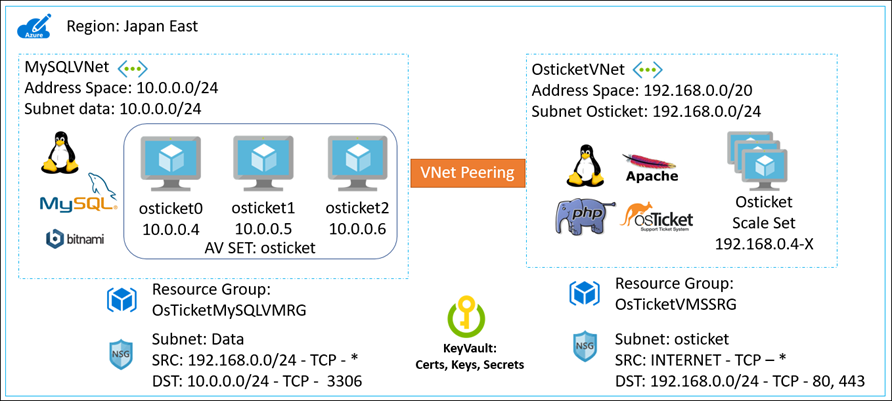 Azure
Region: Japan East
MySQLVNet
Address Space: 10.0.0.0/24
Subnet data: 10.0.0.0/24
MySQL®
bitnami
osticket0
10.0.0.4
osticket1
10.0.0.5
osticket2
10.0.0.6
AV SET: osticket
VNet Peering
OsticketVNet
Address Space: 192.168.0.0/20
Subnet Osticket: 192.168.0.0/24
Apache
php
osTicket
Support Ticket System
Osticket
Scale Set
192.168.0.4-X
Resource Group:
OsTicketMySQLVMRG
NSG
Subnet: Data
SRC: 192.168.0.0/24 - TCP - *
DST: 10.0.0.0/24 - TCP -  3306
KeyVault:
Certs, Keys, Secrets
Resource Group:
OsTicketVMSSRG
NSG
Subnet: osticket
SRC: INTERNET - TCP – *
DST: 192.168.0.0/24 - TCP - 80, 443